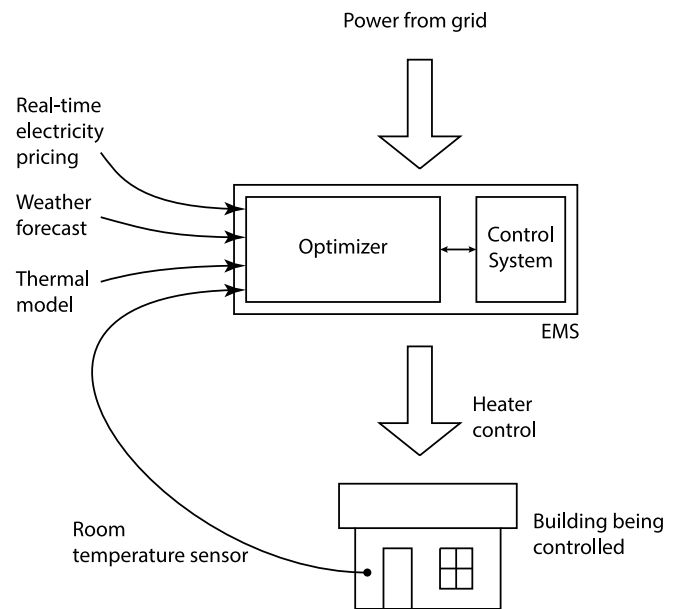 Power from grid
Real-time
electricity
pricing
Weather
forecast
Thermal
model
Optimizer
Control
System
EMS
Heater
control
Room
temperature sensor
Building being
controlled